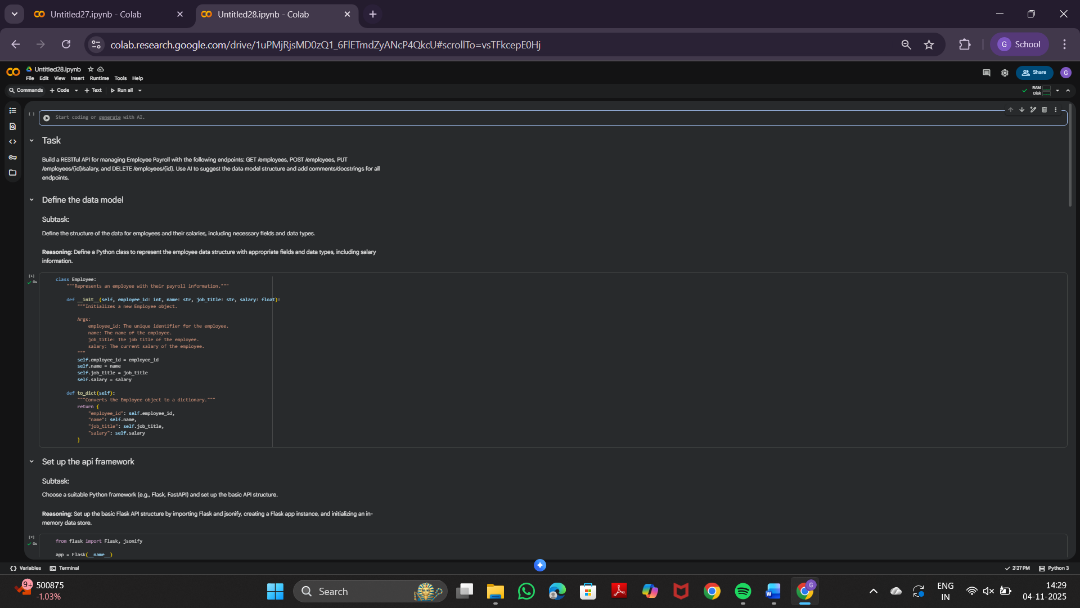 Untitled27.ipynb - Colab
Untitled28.ipynb - Colab
colab.research.google.com/drive/1uPMjRjsMD0zQ1_6FlETmdZyANcP4QkcU#scrollTo=vsTFkcepE0Hj
School
Untitled28.ipynb
File Edit View Insert Runtime Tools Help
Share
Commands + Code + Text Run all
RAM
Disk
[ ] Start coding or generate with AI.
Task
Build a RESTful API for managing Employee Payroll with the following endpoints: GET /employees, POST /employees, PUT
/employees/{id}/salary, and DELETE /employees/{id}. Use AI to suggest the data model structure and add comments/docstrings for all
endpoints.
Define the data model
Subtask:
Define the structure of the data for employees and their salaries, including necessary fields and data types.
Reasoning: Define a Python class to represent the employee data structure with appropriate fields and data types, including salary
information.
class Employee:
"""Represents an employee with their payroll information."""
def __init__(self, employee_id: int, name: str, job_title: str, salary: float):
"""Initializes a new Employee object.
Args:
employee_id: The unique identifier for the employee.
name: The name of the employee.
job_title: The job title of the employee.
salary: The current salary of the employee.
"""
self.employee_id = employee_id
self.name = name
self.job_title = job_title
self.salary = salary
def to_dict(self):
"""Converts the Employee object to a dictionary."""
return {
"employee_id": self.employee_id,
"name": self.name,
"job_title": self.job_title,
"salary": self.salary
}
Set up the api framework
Subtask:
Choose a suitable Python framework (e.g., Flask, FastAPI) and set up the basic API structure.
Reasoning: Set up the basic Flask API structure by importing Flask and jsonify, creating a Flask app instance, and initializing an in-
memory data store.
from flask import Flask, jsonify
app = Flask(__name__)
Variables Terminal
2:27 PM Python 3
500875
-1.03%
Search
ENG
IN
14:29
04-11-2025